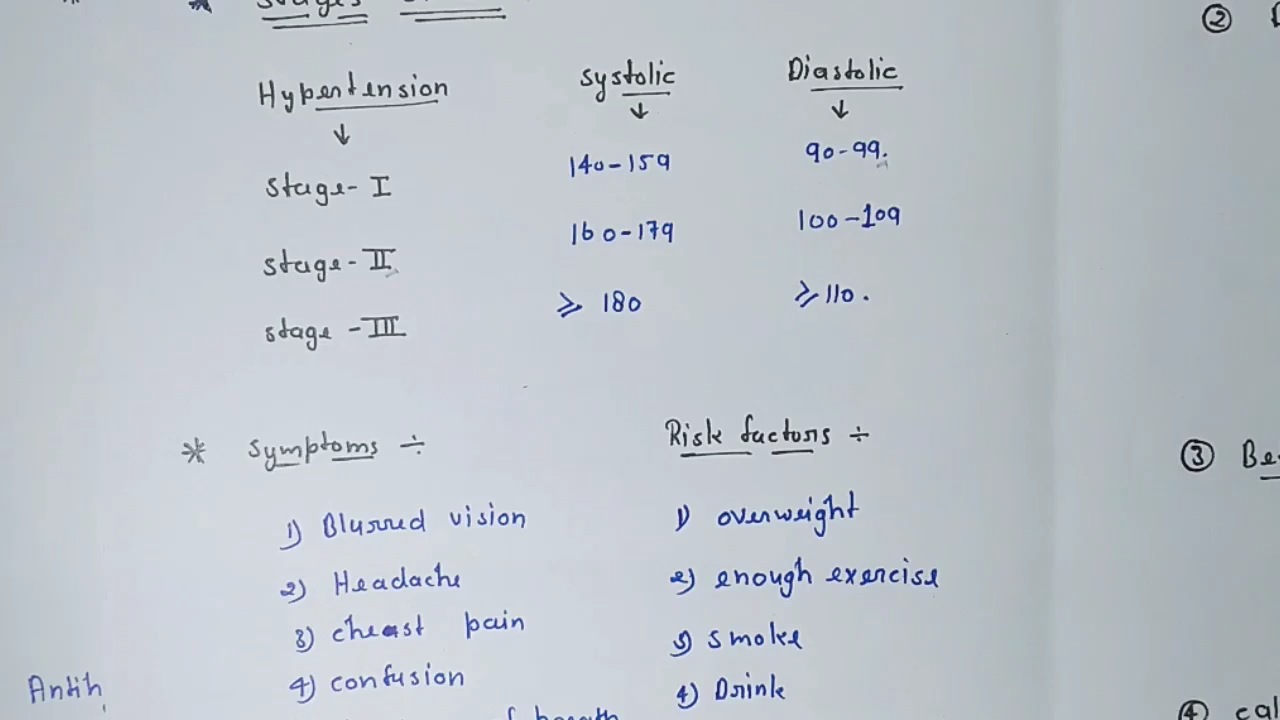 * Stages
Hypertension Systolic Diastolic
↓ ↓ ↓
Stage-I 140-159 90-99.
Stage-II 160-179 100-109
Stage-III ⩾ 180 ⩾ 110.
* Symptoms ÷ Risk factors ÷
1) Blurred vision 1) overweight
2) Headache 2) enough exercise
3) cheast pain 3) smoke
4) confusion 4) Drink
Antih
②
③ Be
④ cal